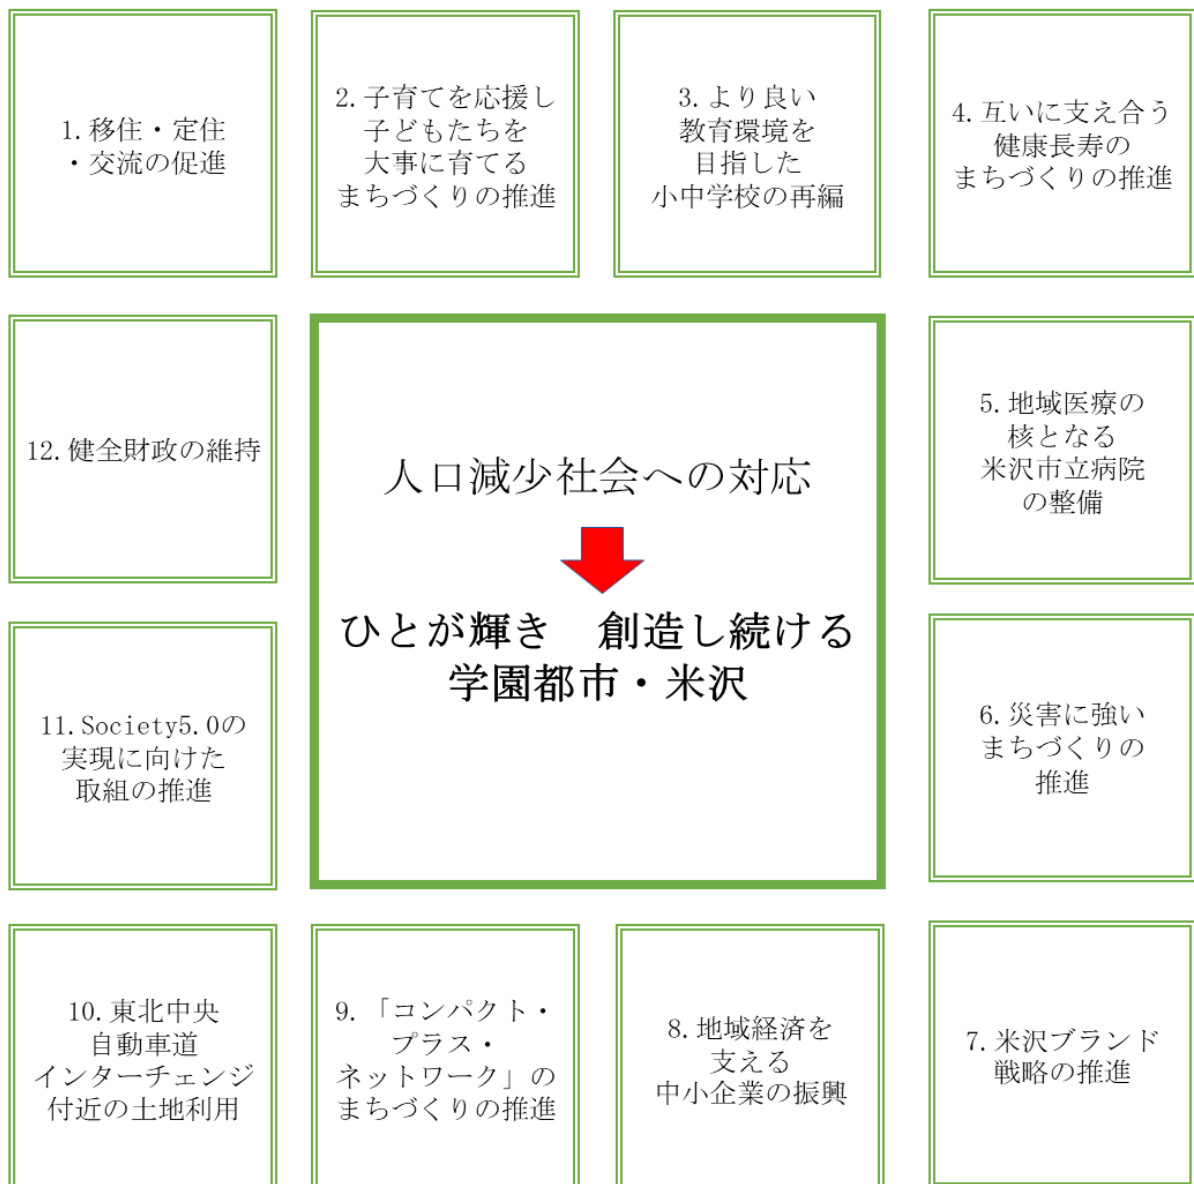 1.移住・定住
・交流の促進
2.子育てを応援し
子どもたちを
大事に育てる
まちづくりの推進
3.より良い
教育環境を
目指した
小中学校の再編
4.互いに支え合う
健康長寿の
まちづくりの推進
12.健全財政の維持
人口減少社会への対応
ひとが輝き　創造し続ける
学園都市・米沢
5.地域医療の
核となる
米沢市立病院
の整備
11.Society5.0の
実現に向けた
取組の推進
6.災害に強い
まちづくりの
推進
10.東北中央
自動車道
インターチェンジ
付近の土地利用
9.「コンパクト・
プラス・
ネットワーク」の
まちづくりの推進
8.地域経済を
支える
中小企業の振興
7.米沢ブランド
戦略の推進